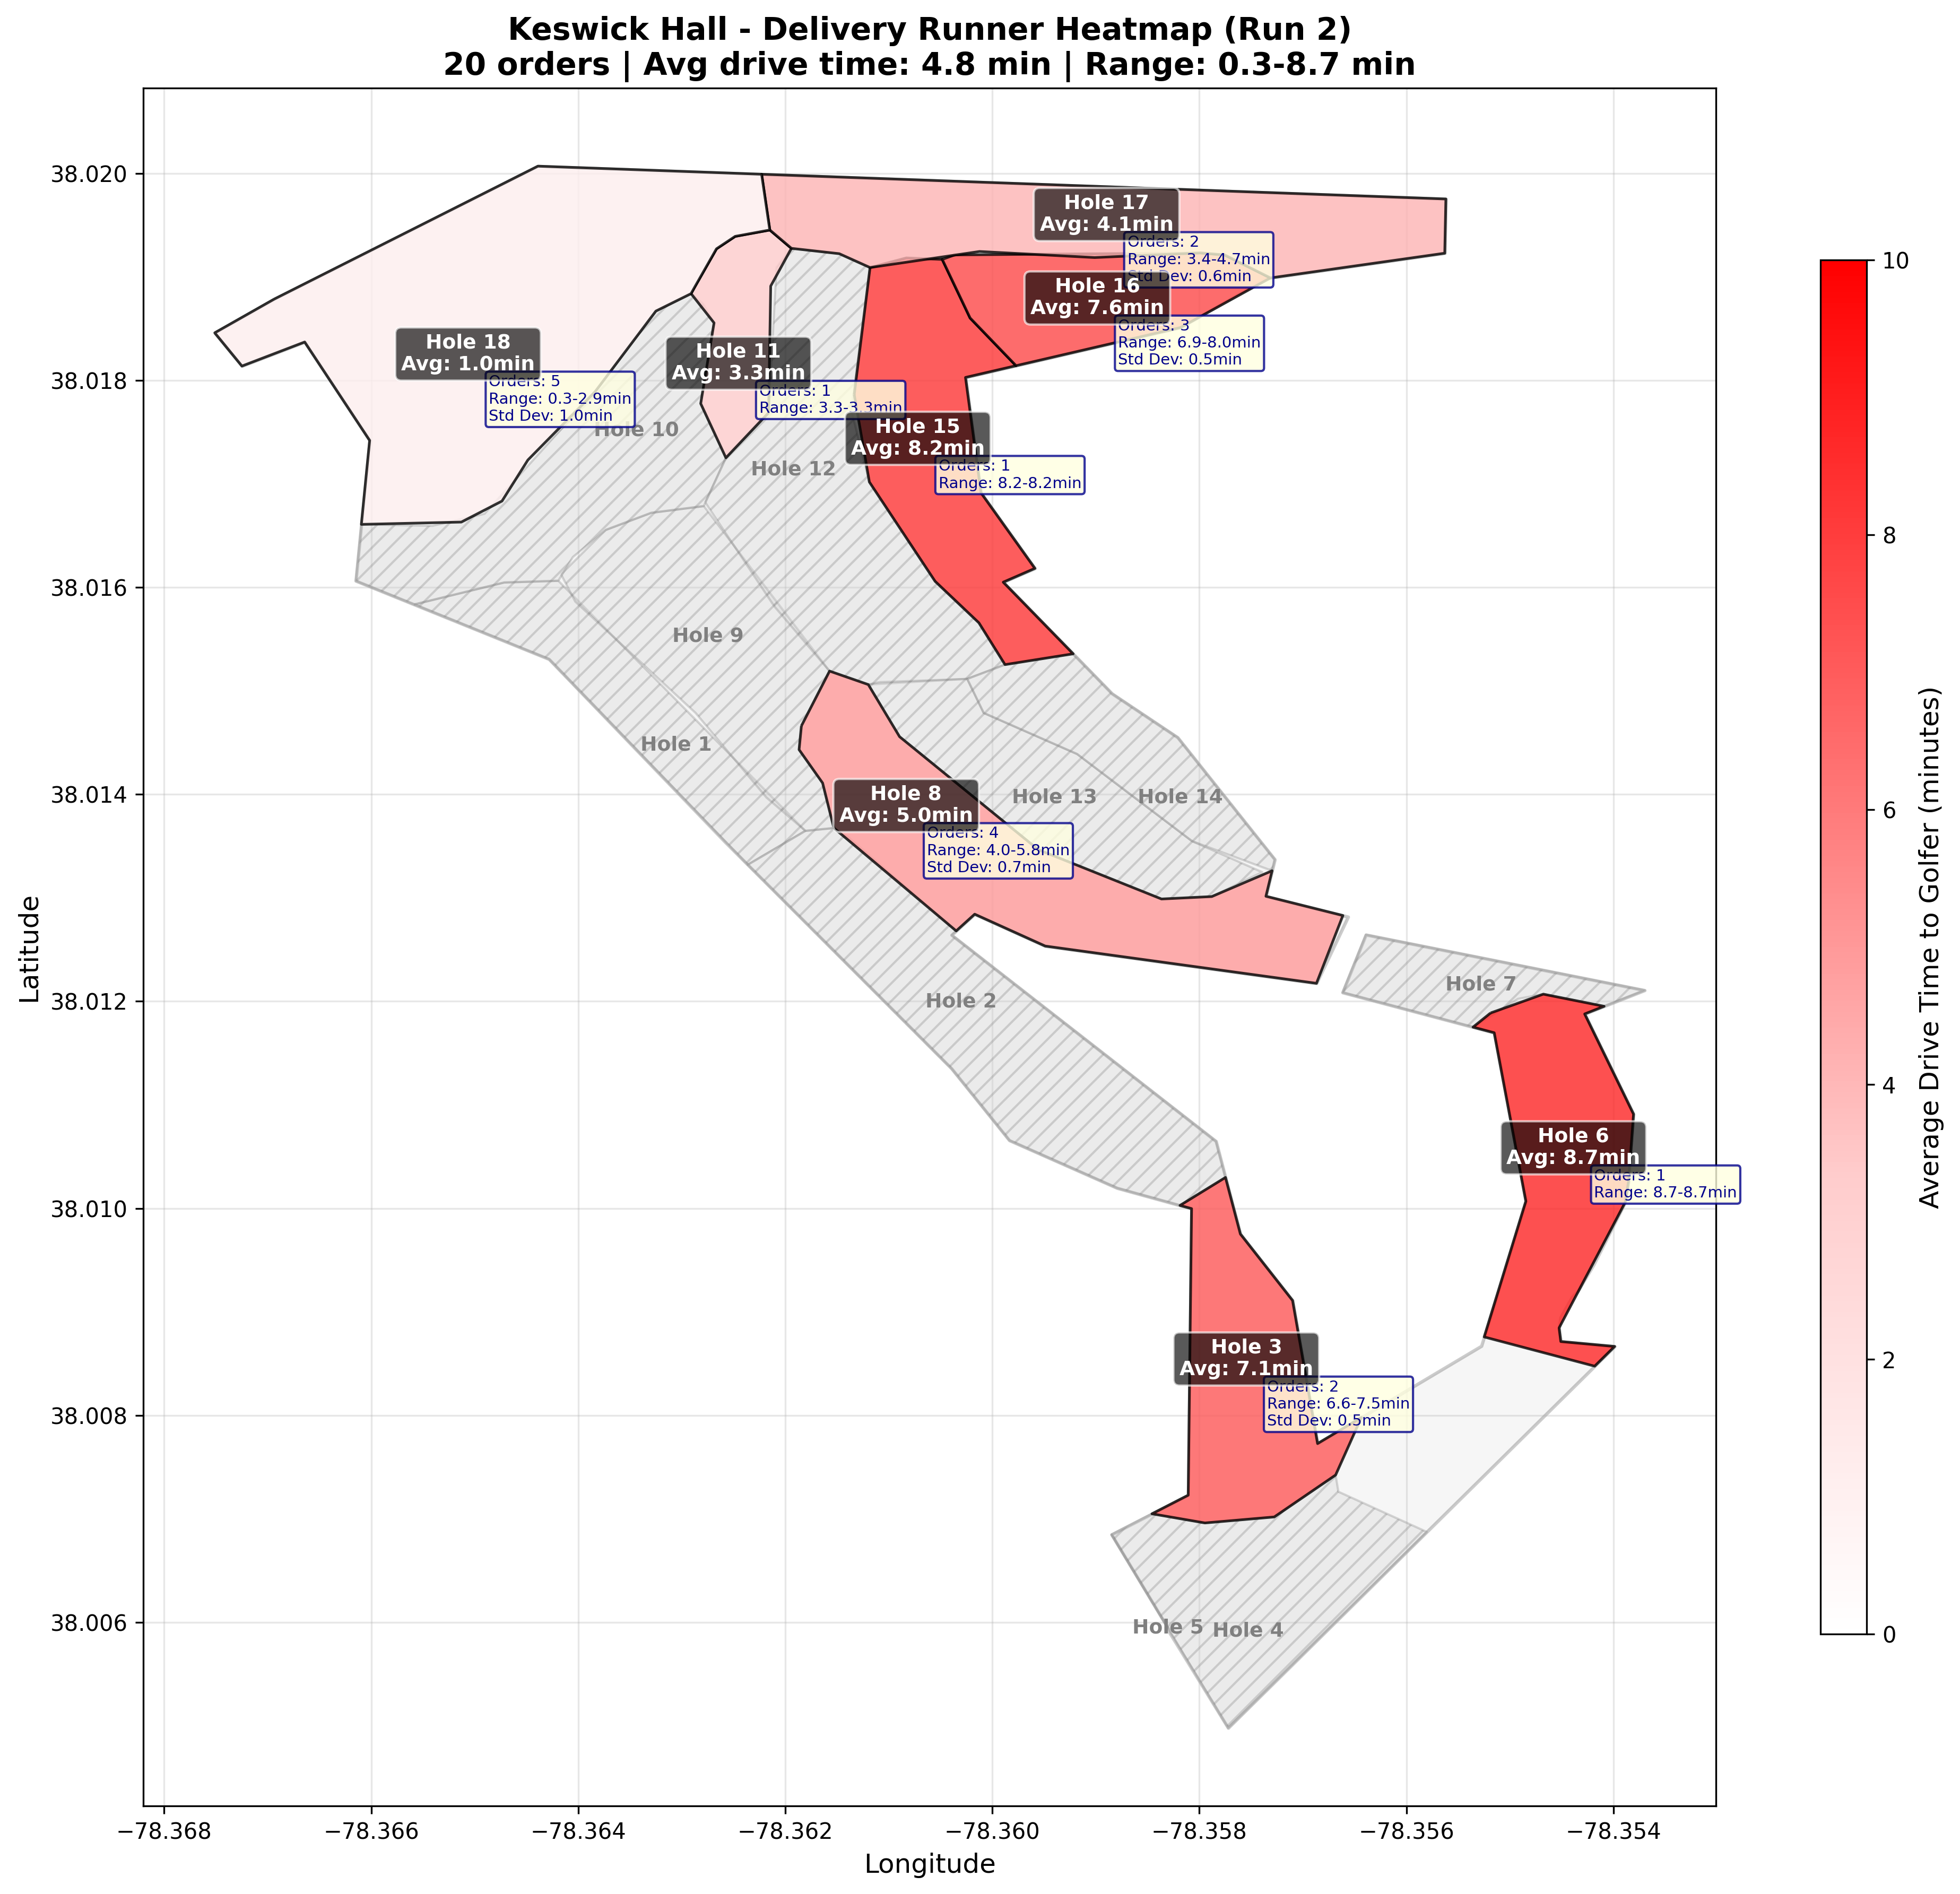 Keswick Hall - Delivery Runner Heatmap (Run 2)
20 orders | Avg drive time: 4.8 min | Range: 0.3-8.7 min
38.020
38.018
38.016
38.014
38.012
38.010
38.008
38.006
Latitude
Hole 17
Avg: 4.1min
Orders: 2
Range: 3.4-4.7min
Std Dev: 0.6min
Hole 16
Avg: 7.6min
Orders: 3
Range: 6.9-8.0min
Std Dev: 0.5min
Hole 18
Avg: 1.0min
Orders: 5
Range: 0.3-2.9min
Std Dev: 1.0min
Hole 11
Avg: 3.3min
Orders: 1
Range: 3.3-3.3min
Hole 10
Hole 15
Avg: 8.2min
Orders: 1
Range: 8.2-8.2min
Hole 12
Hole 9
Hole 1
Hole 8
Avg: 5.0min
Orders: 4
Range: 4.0-5.8min
Std Dev: 0.7min
Hole 13
Hole 14
Hole 2
Hole 7
Hole 6
Avg: 8.7min
Orders: 1
Range: 8.7-8.7min
Hole 3
Avg: 7.1min
Orders: 2
Range: 6.6-7.5min
Std Dev: 0.5min
Hole 5
Hole 4
−78.368
−78.366
−78.364
−78.362
−78.360
−78.358
−78.356
−78.354
Longitude
10
8
6
4
2
0
Average Drive Time to Golfer (minutes)